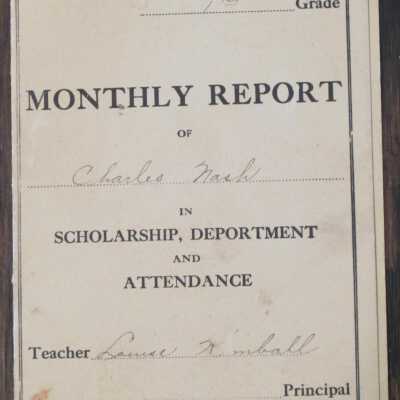 Grade
MONTHLY REPORT
OF
Charles Nash
IN
SCHOLARSHIP, DEPORTMENT
AND
ATTENDANCE
Teacher Louise Kimball
Principal